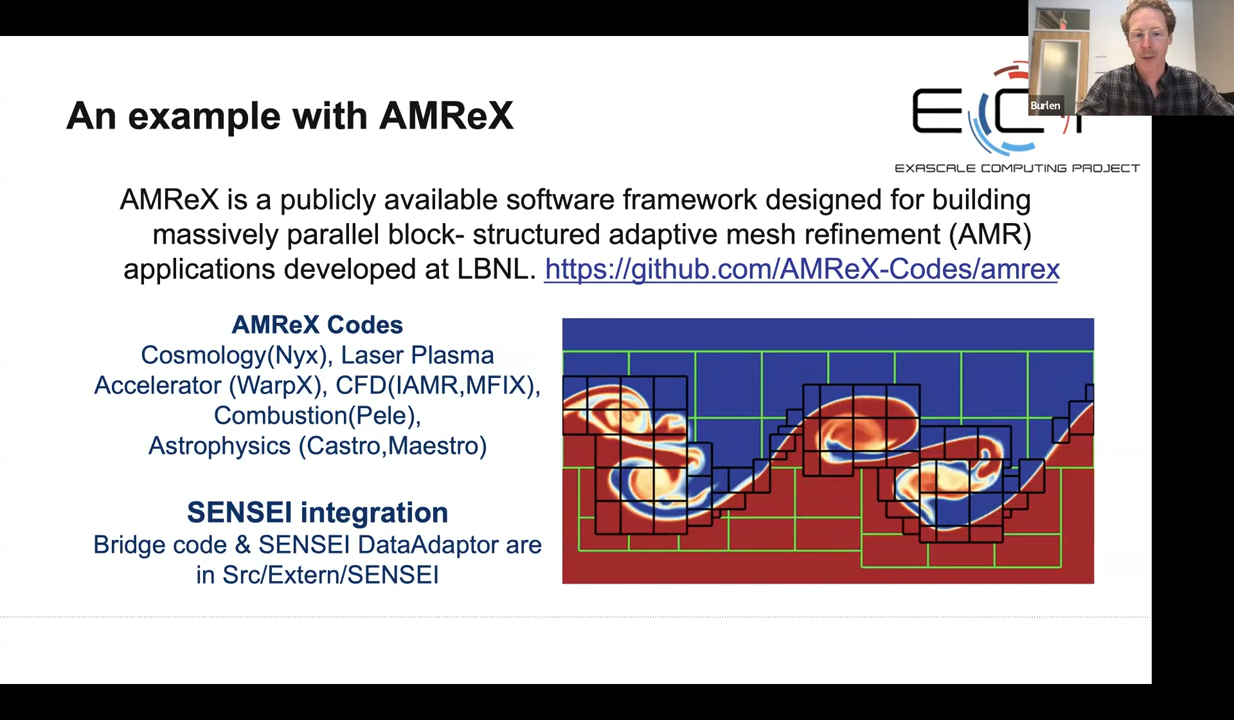 An example with AMReX
Burlen
EXASCALE COMPUTING PROJECT
AMReX is a publicly available software framework designed for building
massively parallel block- structured adaptive mesh refinement (AMR)
applications developed at LBNL. https://github.com/AMReX-Codes/amrex
AMReX Codes
Cosmology(Nyx), Laser Plasma
Accelerator (WarpX), CFD(IAMR,MFIX),
Combustion(Pele),
Astrophysics (Castro,Maestro)
SENSEI integration
Bridge code & SENSEI DataAdaptor are
in Src/Extern/SENSEI